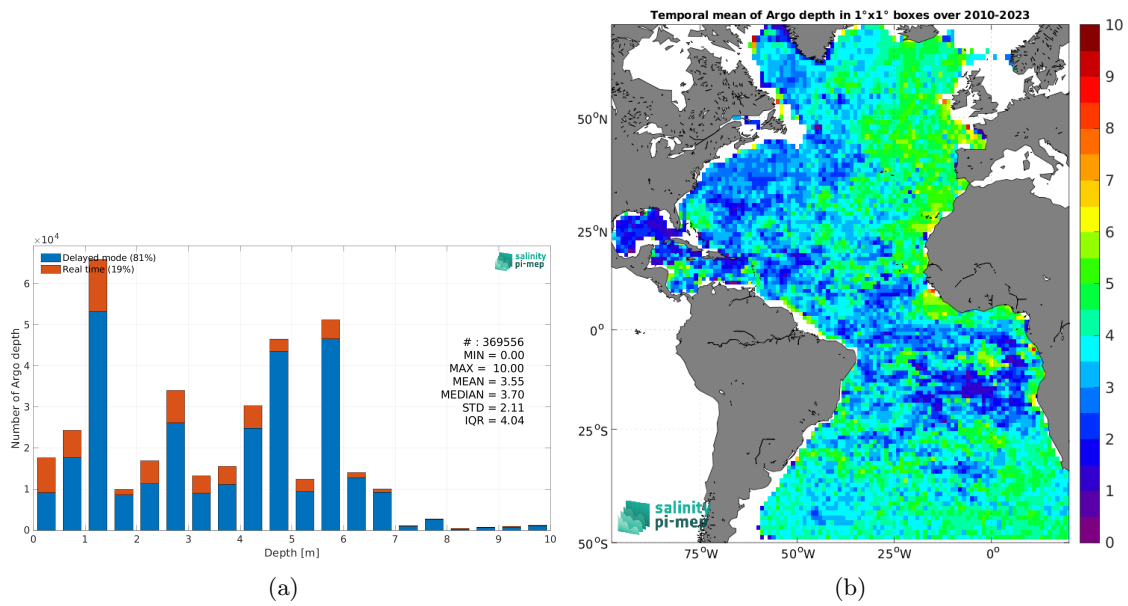 ×10⁴
Delayed mode (81%)
Real time (19%)
salinity
pi-mep
6
5
4
3
2
1
0
Number of Argo depth
# : 369556
MIN = 0.00
MAX = 10.00
MEAN = 3.55
MEDIAN = 3.70
STD = 2.11
IQR = 4.04
0 1 2 3 4 5 6 7 8 9 10
Depth [m]
(a)
Temporal mean of Argo depth in 1°x1° boxes over 2010-2023
50°N
25°N
0°
25°S
50°S
75°W 50°W 25°W 0°
salinity
pi-mep
10
9
8
7
6
5
4
3
2
1
0
(b)